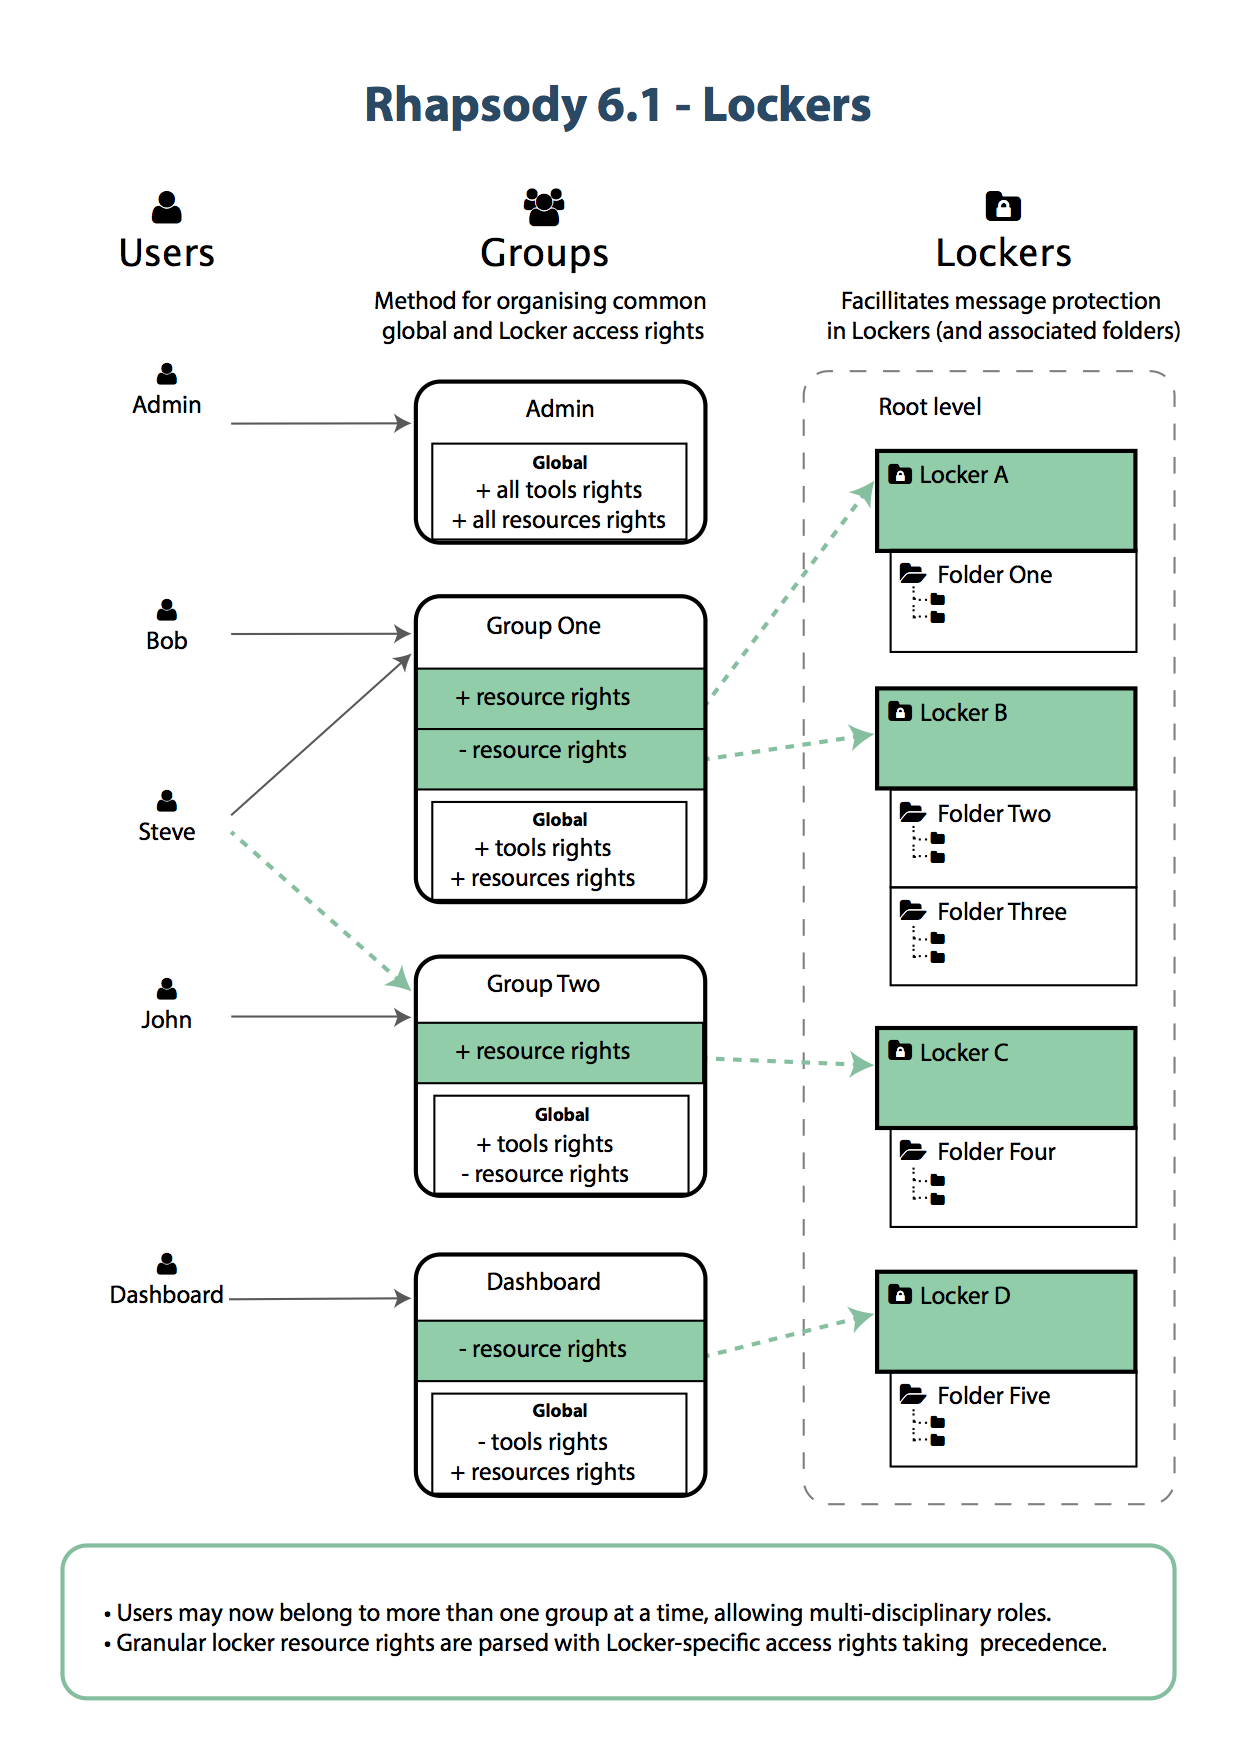 Rhapsody 6.1 - Lockers
Users
Groups
Method for organising common
global and Locker access rights
Lockers
Facillitates message protection
in Lockers (and associated folders)
Admin
Bob
Steve
John
Dashboard
Admin
Global
+ all tools rights
+ all resources rights
Group One
+ resource rights
- resource rights
Global
+ tools rights
+ resources rights
Group Two
+ resource rights
Global
+ tools rights
- resource rights
Dashboard
- resource rights
Global
- tools rights
+ resources rights
Root level
Locker A
Folder One
Locker B
Folder Two
Folder Three
Locker C
Folder Four
Locker D
Folder Five
• Users may now belong to more than one group at a time, allowing multi-disciplinary roles.
• Granular locker resource rights are parsed with Locker-specific access rights taking  precedence.